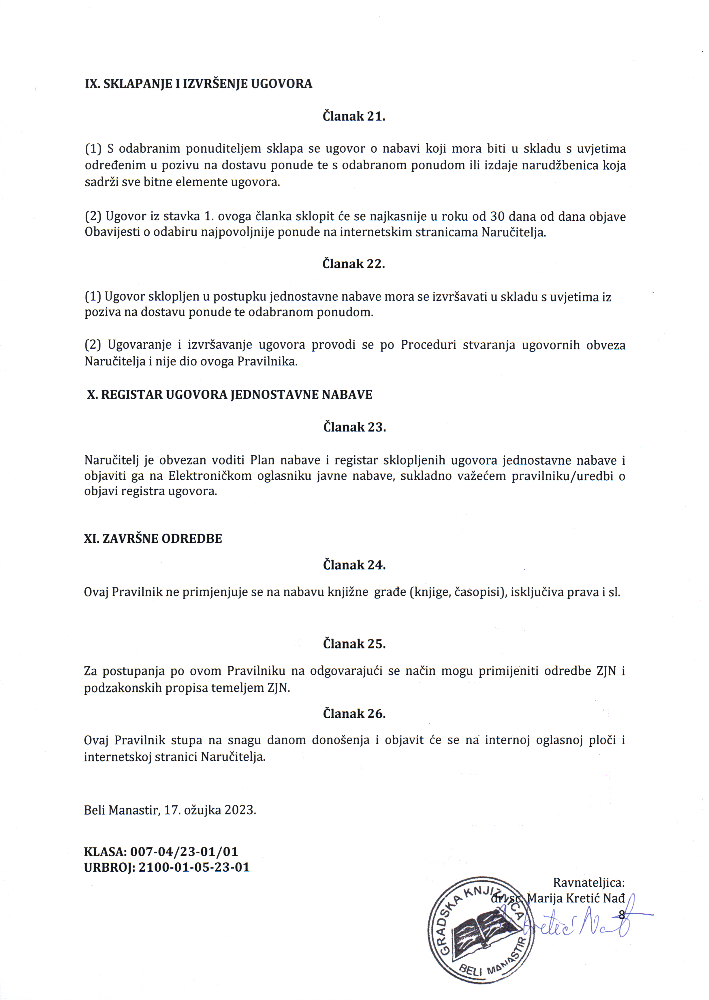 IX. SKLAPANJE I IZVRŠENJE UGOVORA
Članak 21.
(1) S odabranim ponuditeljem sklapa se ugovor o nabavi koji mora biti u skladu s uvjetima
određenim u pozivu na dostavu ponude te s odabranom ponudom ili izdaje narudžbenica koja
sadrži sve bitne elemente ugovora.
(2) Ugovor iz stavka 1. ovoga članka sklopit će se najkasnije u roku od 30 dana od dana objave
Obavijesti o odabiru najpovoljnije ponude na internetskim stranicama Naručitelja.
Članak 22.
(1) Ugovor sklopljen u postupku jednostavne nabave mora se izvršavati u skladu s uvjetima iz
poziva na dostavu ponude te odabranom ponudom.
(2) Ugovaranje i izvršavanje ugovora provodi se po Proceduri stvaranja ugovornih obveza
Naručitelja i nije dio ovoga Pravilnika.
X. REGISTAR UGOVORA JEDNOSTAVNE NABAVE
Članak 23.
Naručitelj je obvezan voditi Plan nabave i registar sklopljenih ugovora jednostavne nabave i
objaviti ga na Elektroničkom oglasniku javne nabave, sukladno važećem pravilniku/uredbi o
objavi registra ugovora.
XI. ZAVRŠNE ODREDBE
Članak 24.
Ovaj Pravilnik ne primjenjuje se na nabavu knjižne građe (knjige, časopisi), isključiva prava i sl.
Članak 25.
Za postupanja po ovom Pravilniku na odgovarajući se način mogu primijeniti odredbe ZJN i
podzakonskih propisa temeljem ZJN.
Članak 26.
Ovaj Pravilnik stupa na snagu danom donošenja i objavit će se na internoj oglasnoj ploči i
internetskoj stranici Naručitelja.
Beli Manastir, 17. ožujka 2023.
KLASA: 007-04/23-01/01
URBROJ: 2100-01-05-23-01
Ravnateljica:
dr. sc. Marija Kretić Nađ
8
GRADSKA KNJIŽNICA
BELI MANASTIR
Kretić Nađ